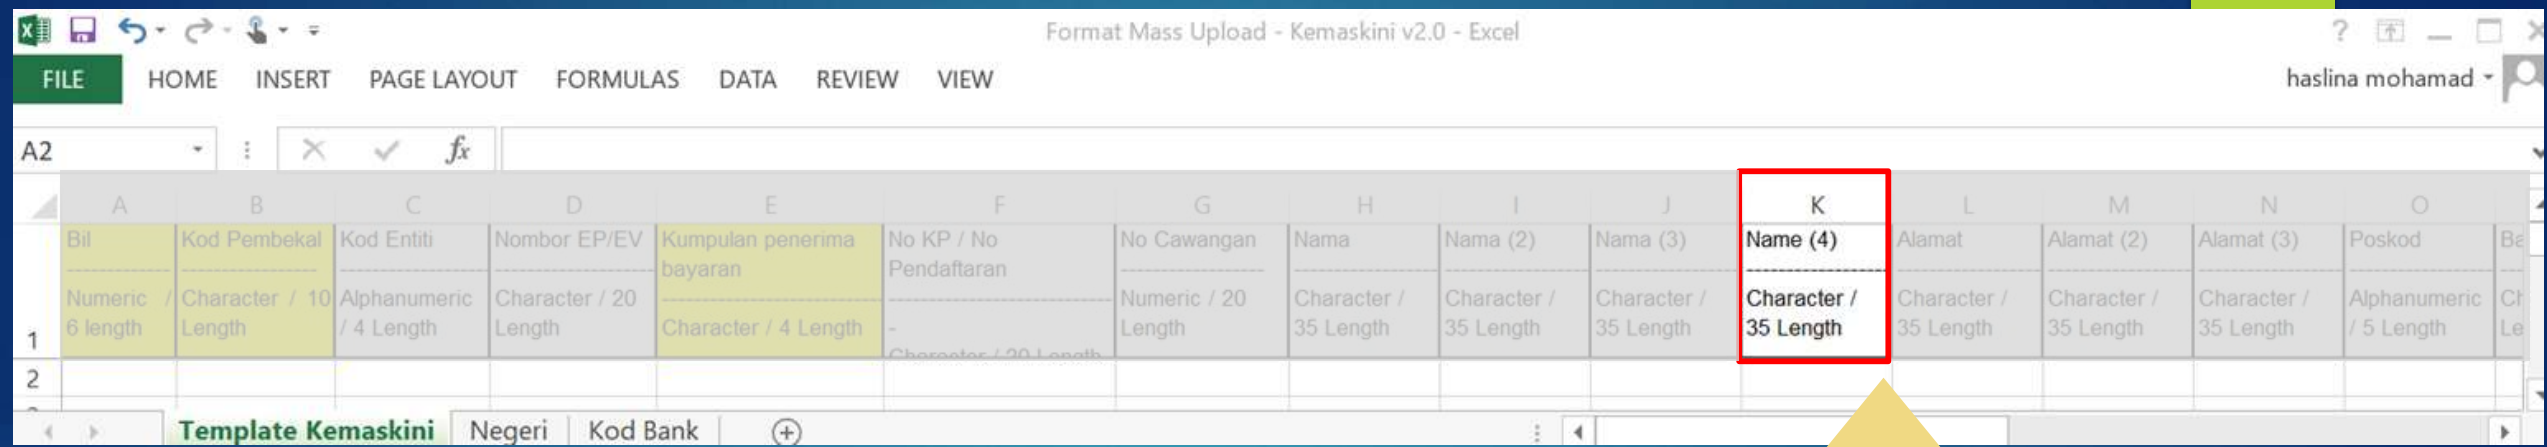 Format Mass Upload - Kemaskini v2.0 - Excel
?
FILE HOME INSERT PAGE LAYOUT FORMULAS DATA REVIEW VIEW
haslina mohamad
A2
fx
A B C D E F G H I J K L M N O
1
Bil
Numeric /
6 length
Kod Pembekal
Character / 10
Length
Kod Entiti
Alphanumeric
/ 4 Length
Nombor EP/EV
Character / 20
Length
Kumpulan penerima
bayaran
Character / 4 Length
No KP / No
Pendaftaran
-
Character / 20 Length
No Cawangan
Numeric / 20
Length
Nama
Character /
35 Length
Nama (2)
Character /
35 Length
Nama (3)
Character /
35 Length
Name (4)
Character /
35 Length
Alamat
Character /
35 Length
Alamat (2)
Character /
35 Length
Alamat (3)
Character /
35 Length
Poskod
Alphanumeric
/ 5 Length
2
Template Kemaskini Negeri Kod Bank